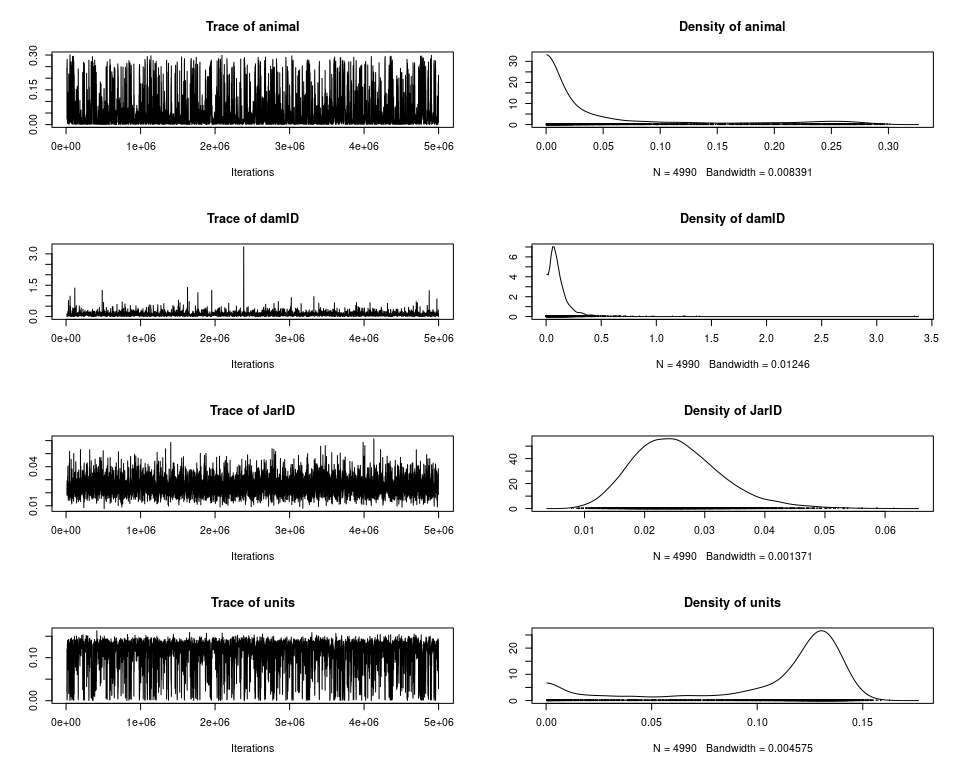 Trace of animal
0.00 0.15 0.30
0e+00 1e+06 2e+06 3e+06 4e+06 5e+06
Iterations
Density of animal
0 10 20 30
0.00 0.05 0.10 0.15 0.20 0.25 0.30
N = 4990 Bandwidth = 0.008391
Trace of damID
0.0 1.5 3.0
0e+00 1e+06 2e+06 3e+06 4e+06 5e+06
Iterations
Density of damID
0 2 4 6
0.0 0.5 1.0 1.5 2.0 2.5 3.0 3.5
N = 4990 Bandwidth = 0.01246
Trace of JarID
0.01 0.04
0e+00 1e+06 2e+06 3e+06 4e+06 5e+06
Iterations
Density of JarID
0 20 40
0.01 0.02 0.03 0.04 0.05 0.06
N = 4990 Bandwidth = 0.001371
Trace of units
0.00 0.10
0e+00 1e+06 2e+06 3e+06 4e+06 5e+06
Iterations
Density of units
0 5 10 20
0.00 0.05 0.10 0.15
N = 4990 Bandwidth = 0.004575